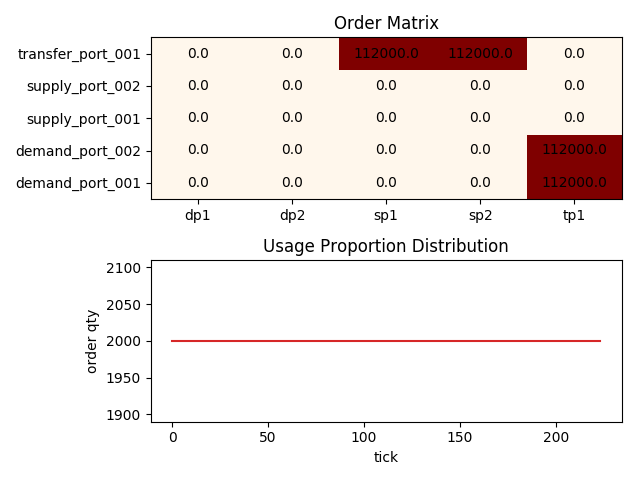 Order Matrix
transfer_port_001 0.0 0.0 112000.0 112000.0 0.0
supply_port_002 0.0 0.0 0.0 0.0 0.0
supply_port_001 0.0 0.0 0.0 0.0 0.0
demand_port_002 0.0 0.0 0.0 0.0 112000.0
demand_port_001 0.0 0.0 0.0 0.0 112000.0
dp1 dp2 sp1 sp2 tp1
Usage Proportion Distribution
2100
2050
2000
1950
1900
order qty
0 50 100 150 200
tick